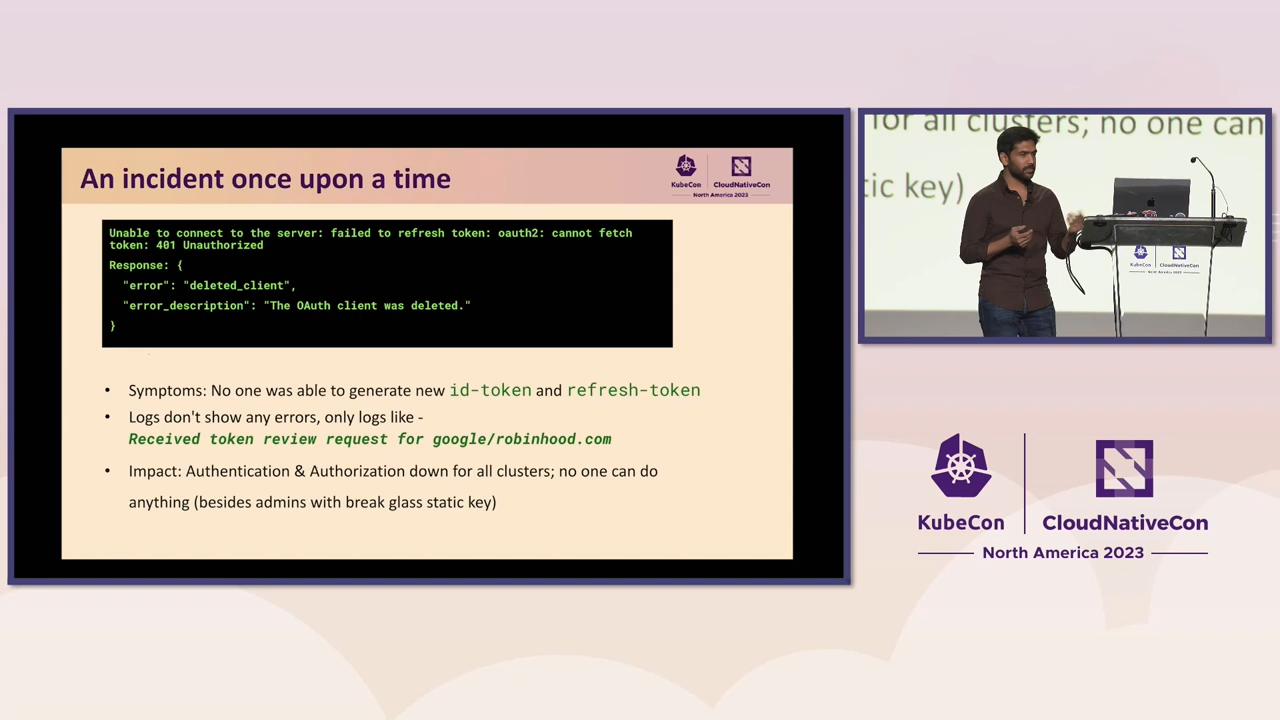 An incident once upon a time
KubeCon
CloudNativeCon
North America 2023
Unable to connect to the server: failed to refresh token: oauth2: cannot fetch
token: 401 Unauthorized
Response: {
"error": "deleted_client",
"error_description": "The OAuth client was deleted."
}
• Symptoms: No one was able to generate new id-token and refresh-token
• Logs don't show any errors, only logs like -
Received token review request for google/robinhood.com
• Impact: Authentication & Authorization down for all clusters; no one can do
anything (besides admins with break glass static key)
for all clusters; no one can
tic key)
KubeCon
CloudNativeCon
North America 2023
KubeCon
CloudNativeCon
North America 2023